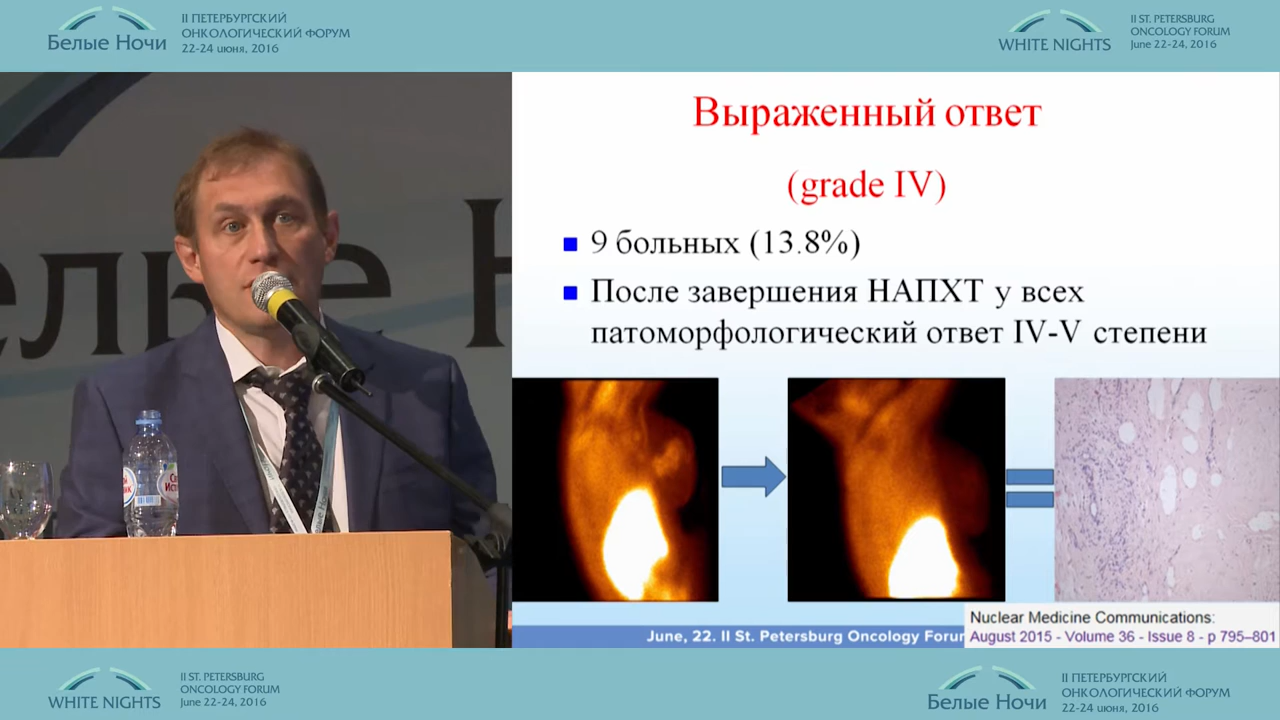 Белые Ночи
II ПЕТЕРБУРГСКИЙ
ОНКОЛОГИЧЕСКИЙ ФОРУМ
22-24 июня, 2016
WHITE NIGHTS
II ST. PETERSBURG
ONCOLOGY FORUM
June 22-24, 2016
Выраженный ответ
(grade IV)
9 больных (13.8%)
После завершения НАПХТ у всех
патоморфологический ответ IV-V степени
June, 22. II St. Petersburg Oncology Forum
Nuclear Medicine Communications:
August 2015 - Volume 36 - Issue 8 - p 795–801
WHITE NIGHTS
II ST. PETERSBURG
ONCOLOGY FORUM
June 22-24, 2016
Белые Ночи
II ПЕТЕРБУРГСКИЙ
ОНКОЛОГИЧЕСКИЙ ФОРУМ
22-24 июня, 2016